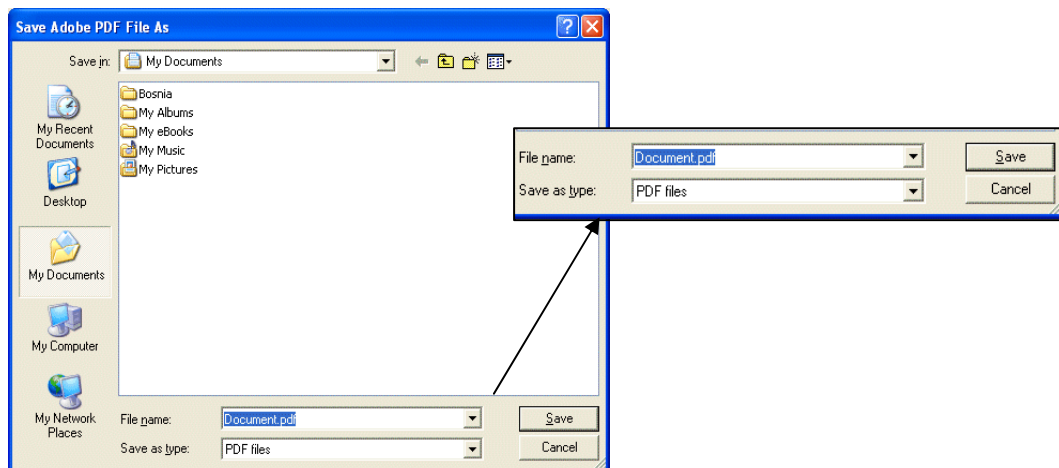 Save Adobe PDF File As
Save in:
My Documents
My Recent
Documents
Desktop
My Documents
My Computer
My Network
Places
Bosnia
My Albums
My eBooks
My Music
My Pictures
File name:
Document.pdf
Save
Save as type:
PDF files
Cancel
File name:
Document.pdf
Save
Save as type:
PDF files
Cancel